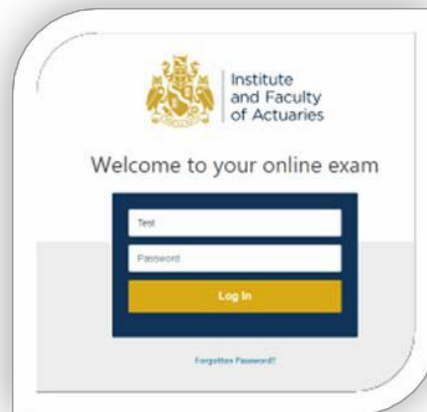 Institute
and Faculty
of Actuaries
Welcome to your online exam
Test
Password
Log In
Forgotten Password?